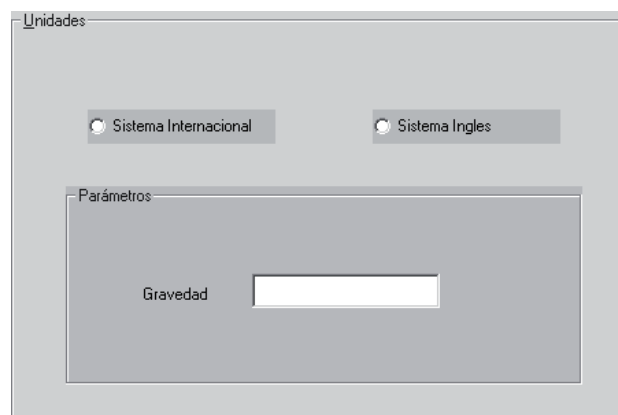 Unidades
Sistema Internacional
Sistema Ingles
Parámetros
Gravedad